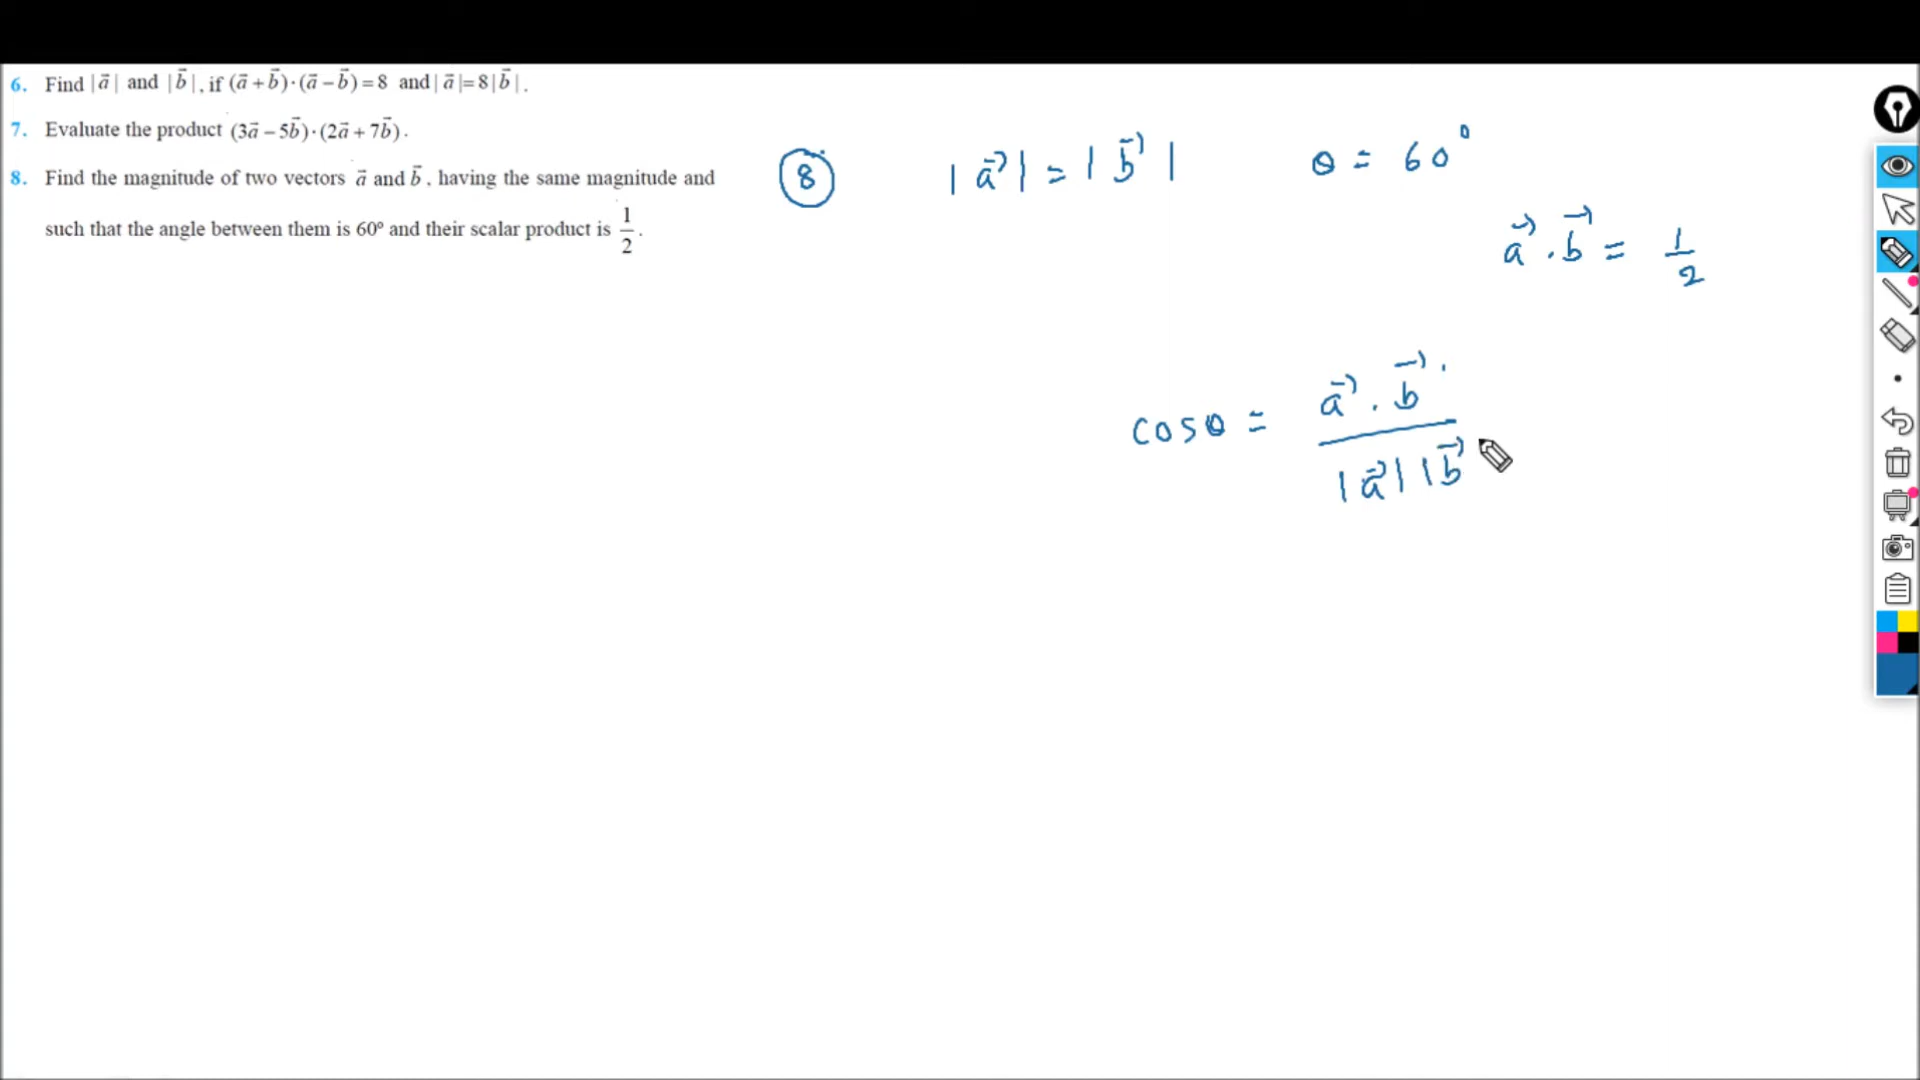 6. Find |a⃗| and |b⃗|, if (a⃗ + b⃗)·(a⃗ − b⃗) = 8 and |a⃗| = 8|b⃗|.
7. Evaluate the product (3a⃗ − 5b⃗)·(2a⃗ + 7b⃗).
8. Find the magnitude of two vectors a⃗ and b⃗, having the same magnitude and
such that the angle between them is 60º and their scalar product is 1/2.
8 |a⃗| = |b⃗| θ = 60°
a⃗ . b⃗ = 1/2
cosθ = a⃗ . b⃗ / |a⃗| |b⃗